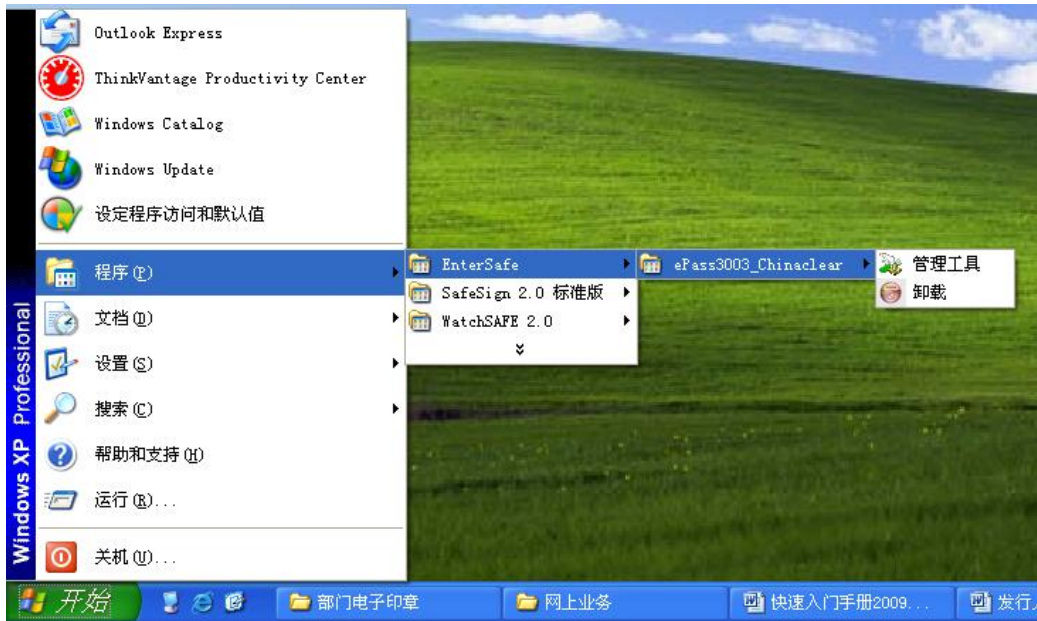 Outlook Express
ThinkVantage Productivity Center
Windows Catalog
Windows Update
设定程序访问和默认值
程序(P)
文档(D)
设置(S)
搜索(C)
帮助和支持(H)
运行(R)...
关机(U)...
Windows XP Professional
EnterSafe
SafeSign 2.0 标准版
WatchSAFE 2.0
ePass3003_Chinaclear
管理工具
卸载
开始
部门电子印章
网上业务
快速入门手册2009...
发行